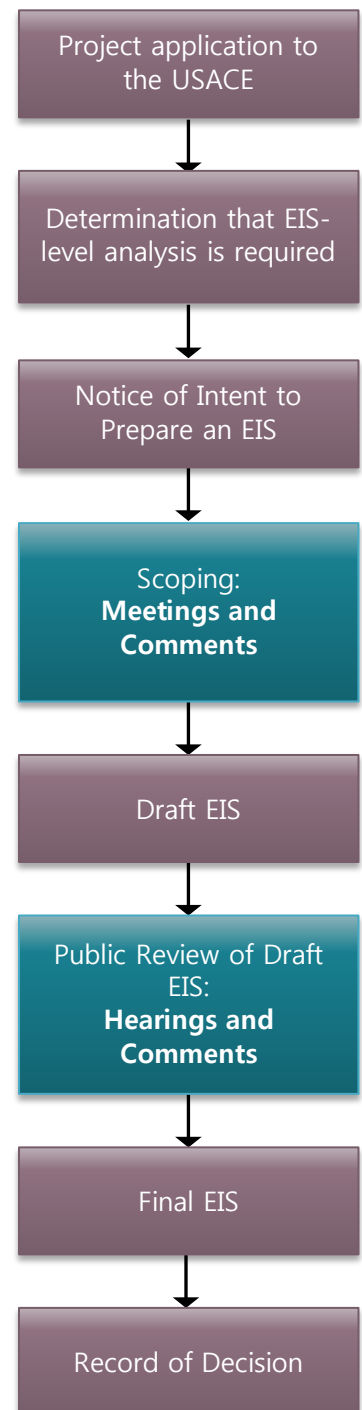 Project application to
the USACE
Determination that EIS-
level analysis is required
Notice of Intent to
Prepare an EIS
Scoping:
Meetings and
Comments
Draft EIS
Public Review of Draft
EIS:
Hearings and
Comments
Final EIS
Record of Decision